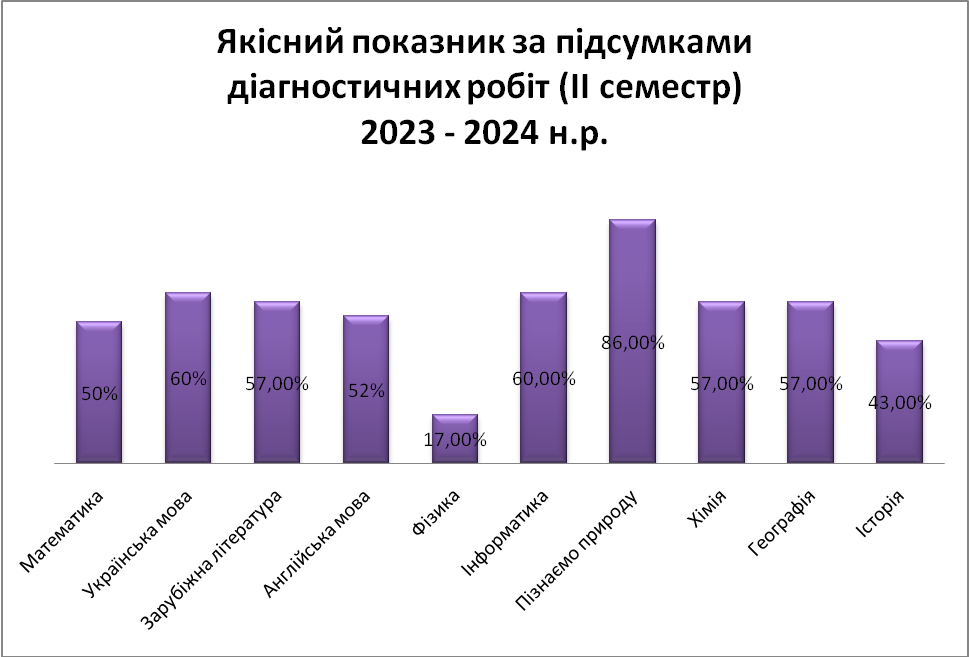 Якісний показник за підсумками
діагностичних робіт (ІІ семестр)
2023 - 2024 н.р.
50%
60%
57,00%
52%
17,00%
60,00%
86,00%
57,00%
57,00%
43,00%
Математика
Українська мова
Зарубіжна література
Англійська мова
Фізика
Інформатика
Пізнаємо природу
Хімія
Географія
Історія